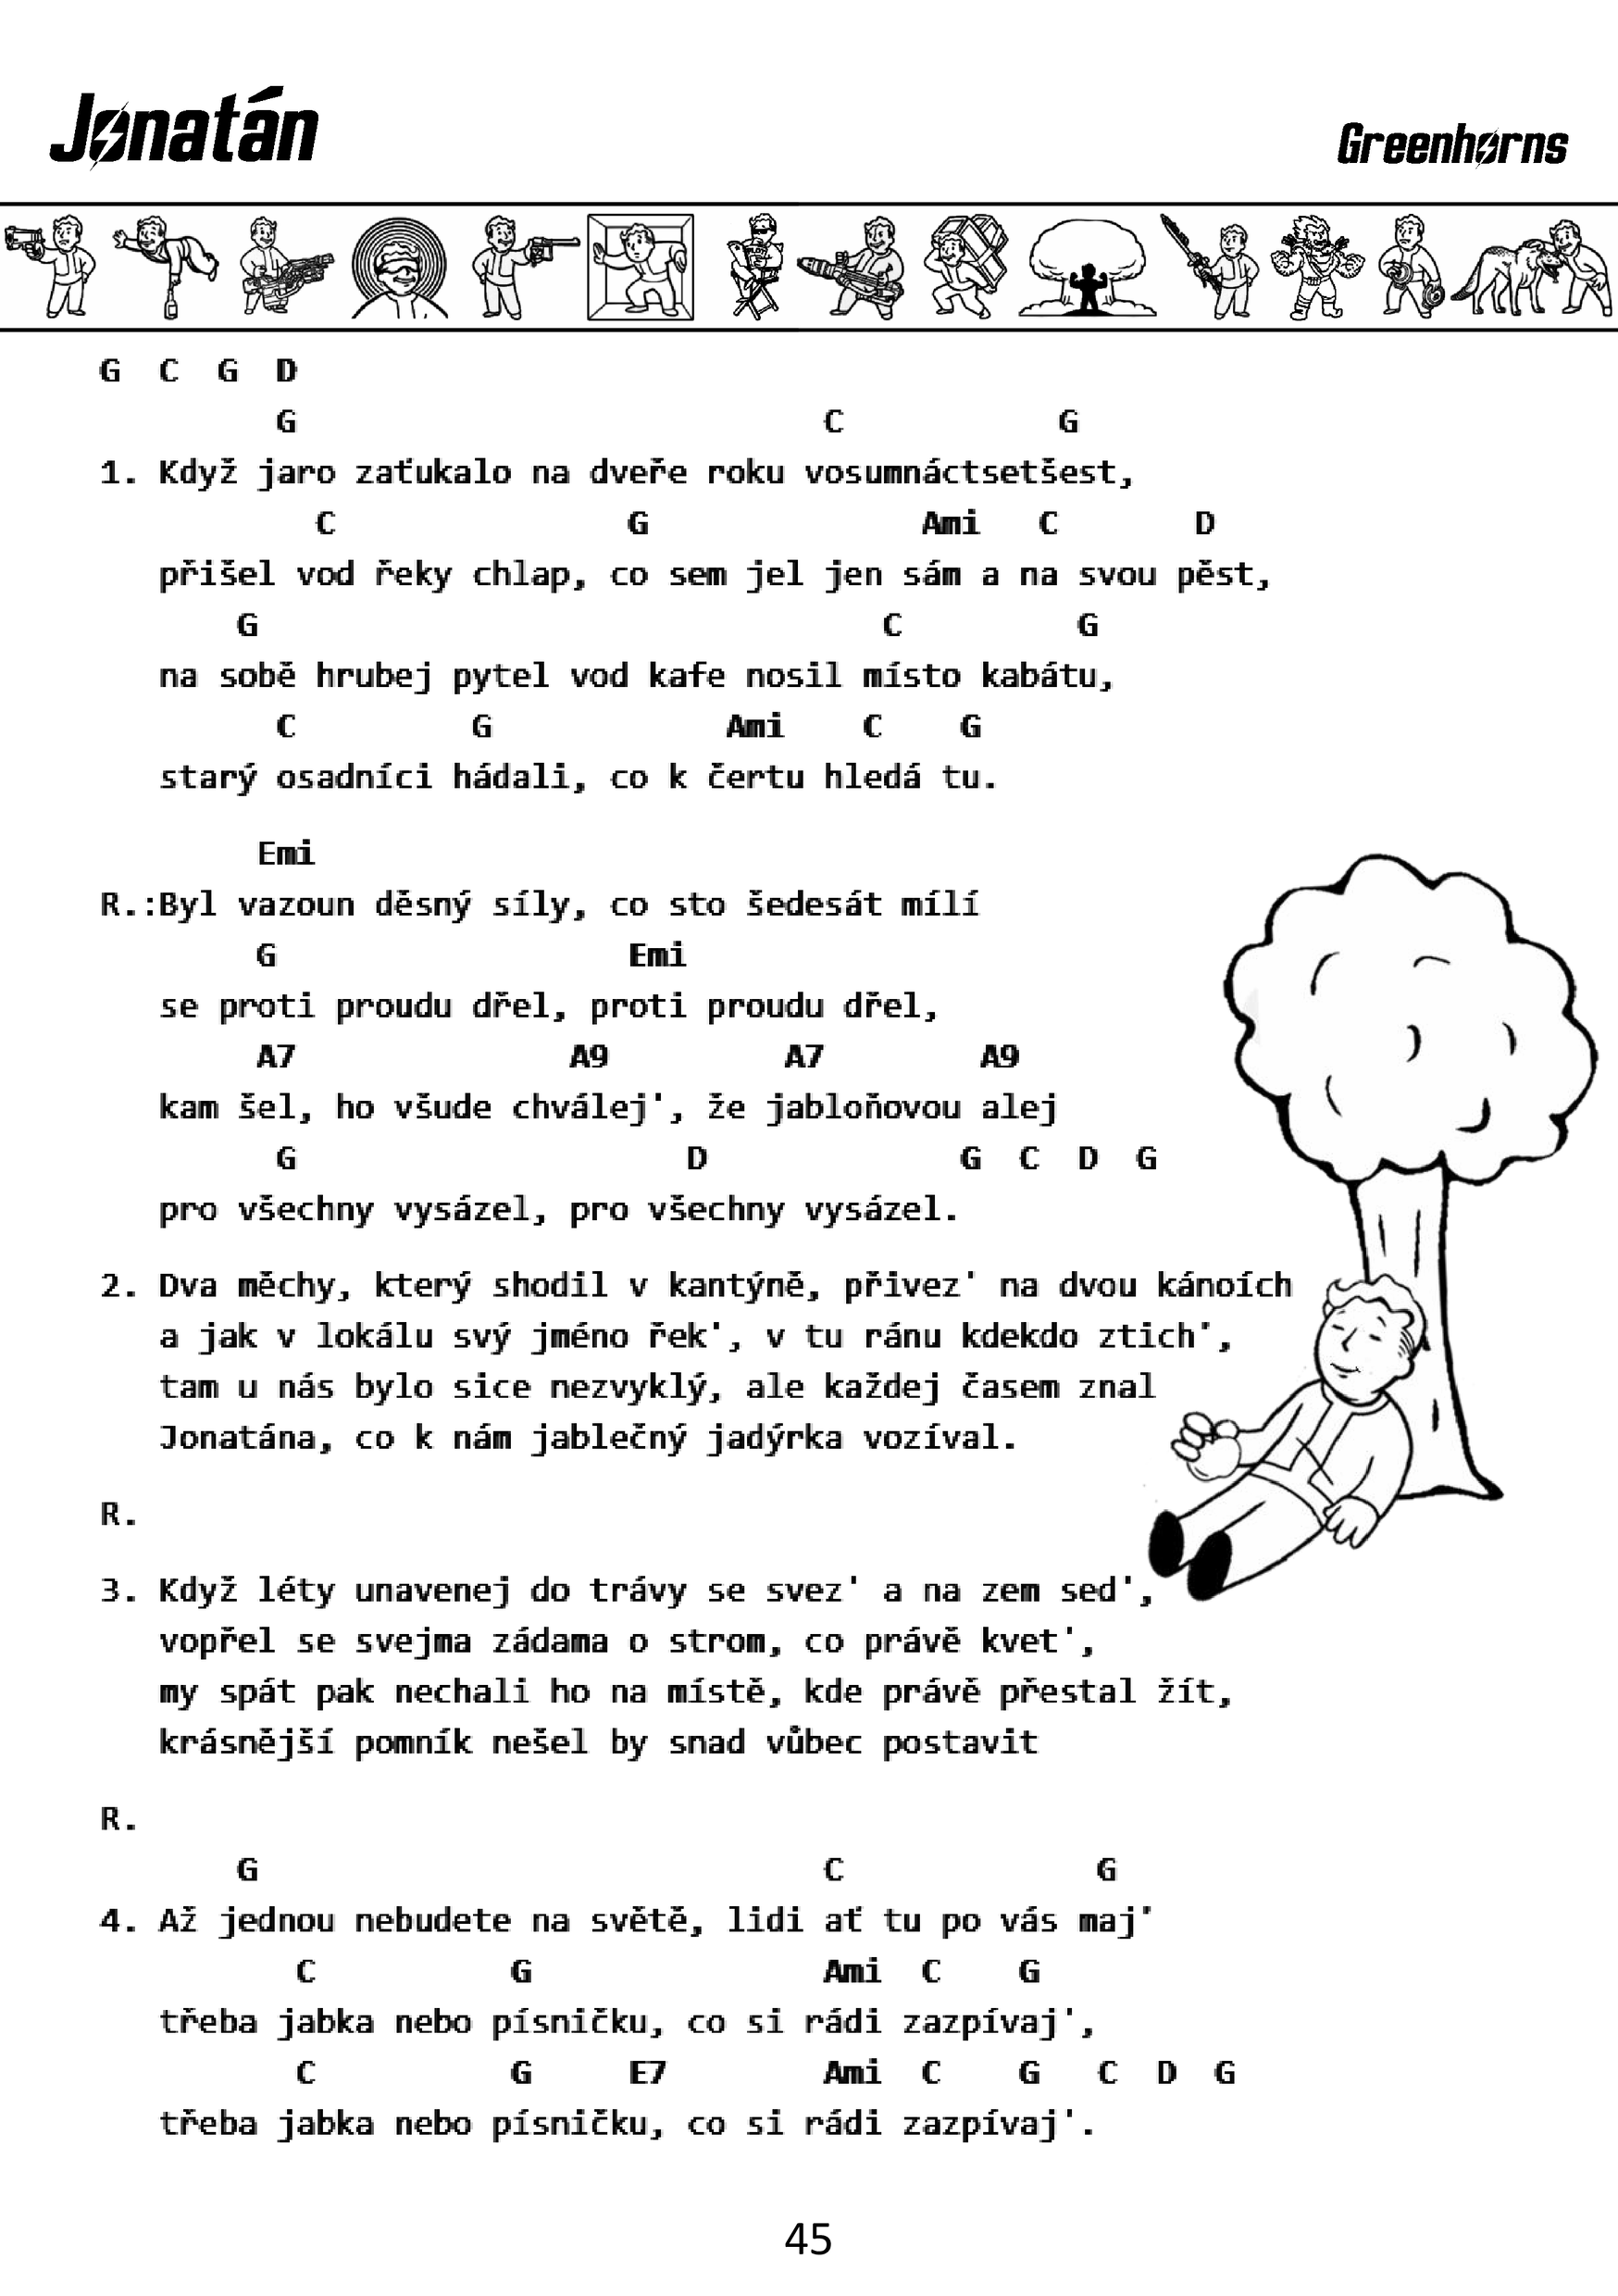 Jonatán
Greenhorns
G C G D
G C G
1. Když jaro zaťukalo na dveře roku vosumnáctsetšest,
C G Ami C D
přišel vod řeky chlap, co sem jel jen sám a na svou pěst,
G C G
na sobě hrubej pytel vod kafe nosil místo kabátu,
C G Ami C G
starý osadníci hádali, co k čertu hledá tu.
Emi
R.:Byl vazoun děsný síly, co sto šedesát mílí
G Emi
se proti proudu dřel, proti proudu dřel,
A7 A9 A7 A9
kam šel, ho všude chválej', že jabloňovou alej
G D G C D G
pro všechny vysázel, pro všechny vysázel.
2. Dva měchy, který shodil v kantýně, přivez' na dvou kánoích
a jak v lokálu svý jméno řek', v tu ránu kdekdo ztich',
tam u nás bylo sice nezvyklý, ale každej časem znal
Jonatána, co k nám jablečný jadýrka vozíval.
R.
3. Když léty unavenej do trávy se svez' a na zem sed',
vopřel se svejma zádama o strom, co právě kvet',
my spát pak nechali ho na místě, kde právě přestal žít,
krásnější pomník nešel by snad vůbec postavit
R.
G C G
4. Až jednou nebudete na světě, lidi ať tu po vás maj'
C G Ami C G
třeba jabka nebo písničku, co si rádi zazpívaj',
C G E7 Ami C G C D G
třeba jabka nebo písničku, co si rádi zazpívaj'.
45